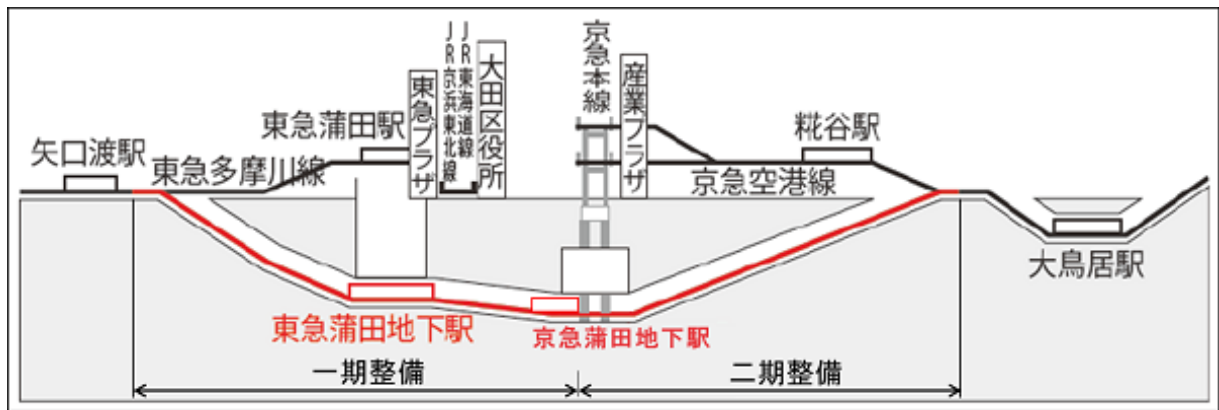 矢口渡駅
東急多摩川線
東急蒲田駅
東急プラザ
JR京浜東北線
JR東海道線
大田区役所
京急本線
産業プラザ
京急空港線
糀谷駅
大鳥居駅
東急蒲田地下駅
京急蒲田地下駅
一期整備
二期整備